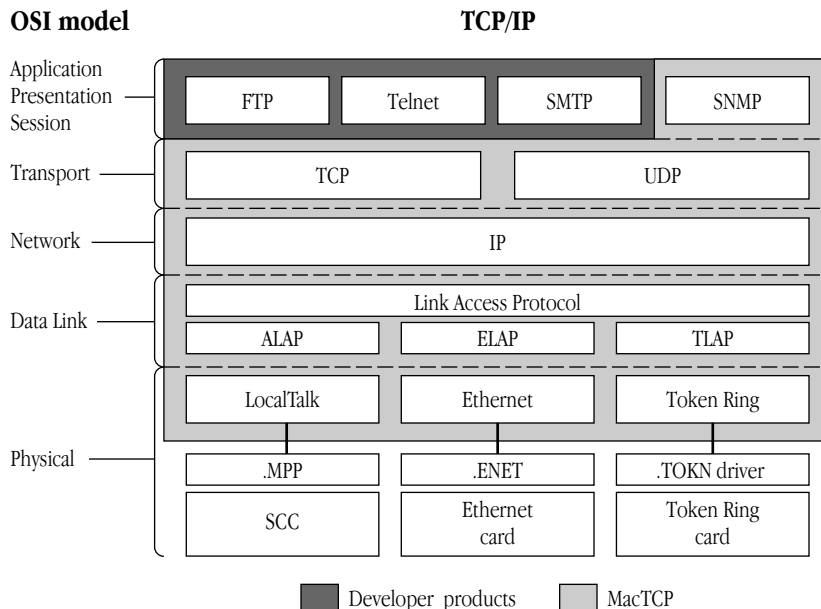 OSI model TCP/IP
Application
Presentation
Session
FTP Telnet SMTP SNMP
Transport
TCP UDP
Network
IP
Data Link
Link Access Protocol
ALAP ELAP TLAP
Physical
LocalTalk Ethernet Token Ring
.MPP .ENET .TOKN driver
SCC
Ethernet
card
Token Ring
card
Developer products MacTCP